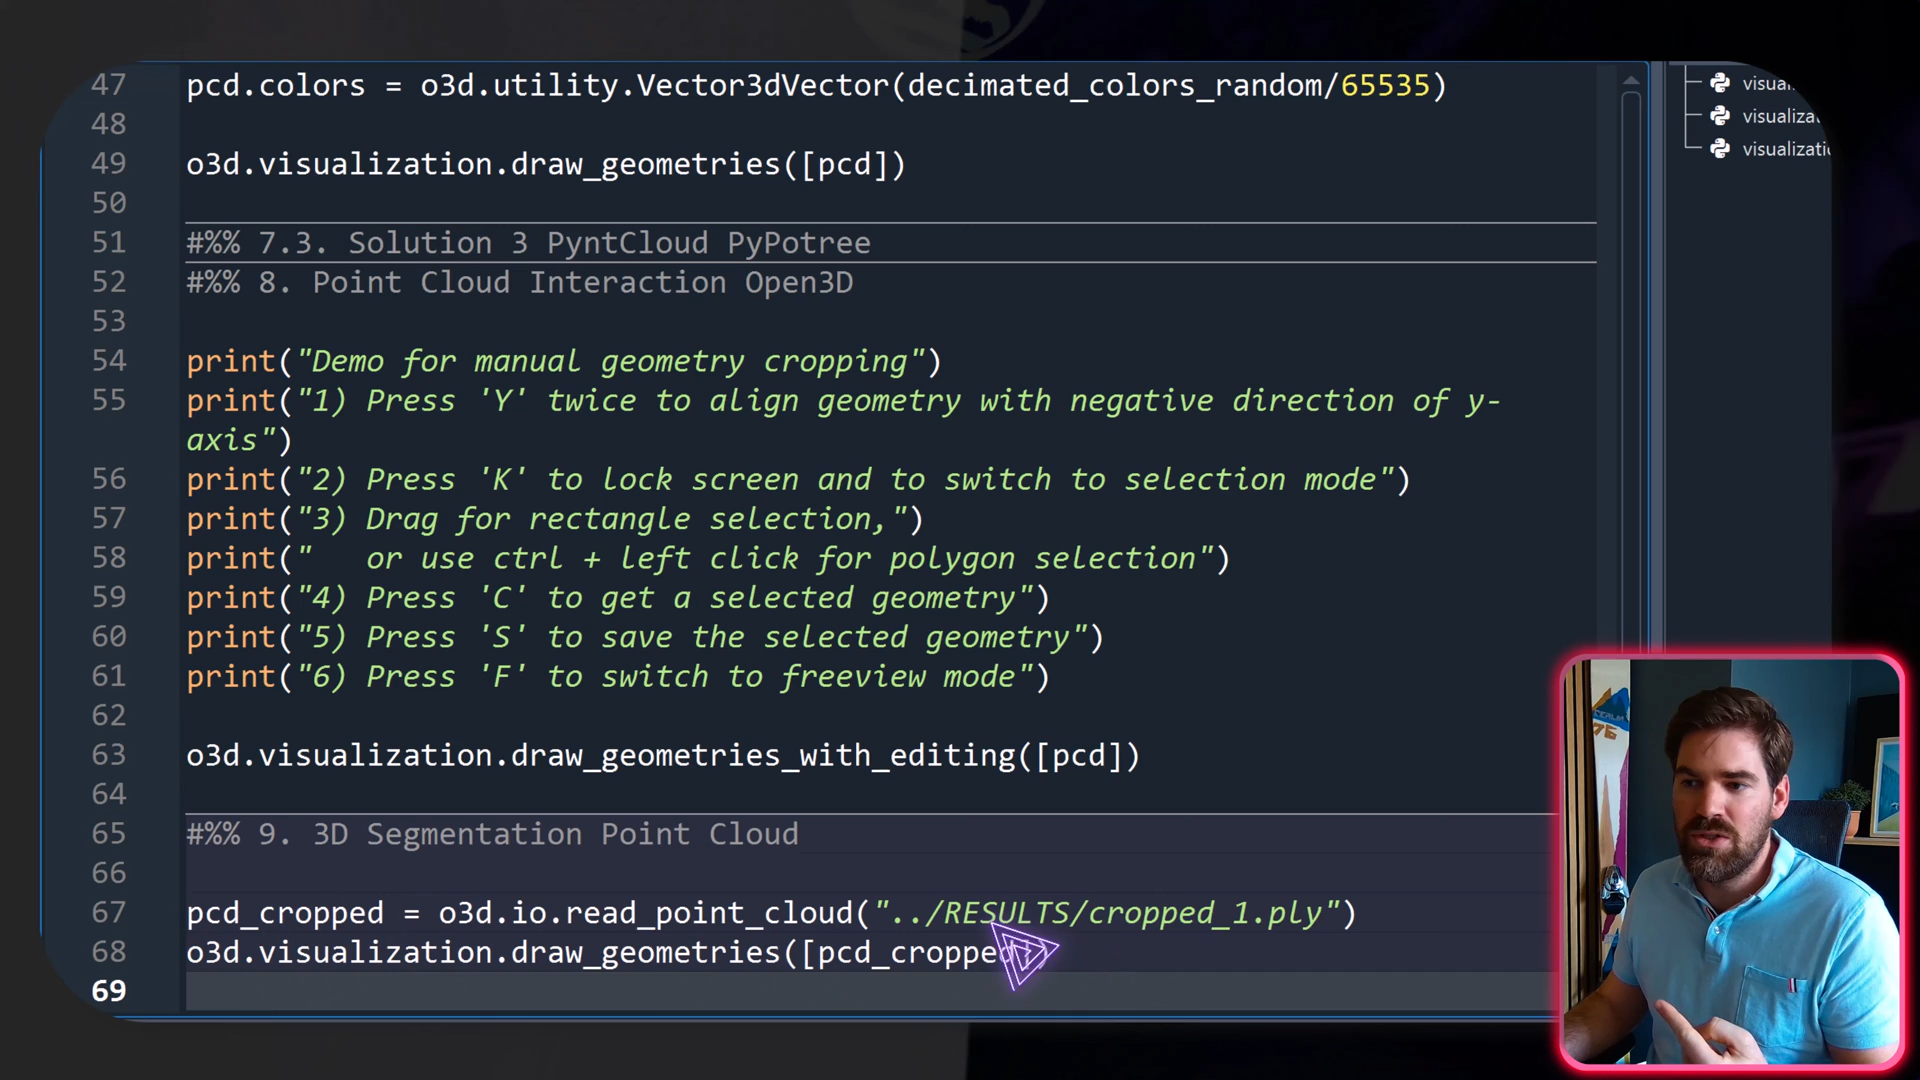 47 pcd.colors = o3d.utility.Vector3dVector(decimated_colors_random/65535)
48
49 o3d.visualization.draw_geometries([pcd])
50
51 #%% 7.3. Solution 3 PyntCloud PyPotree
52 #%% 8. Point Cloud Interaction Open3D
53
54 print("Demo for manual geometry cropping")
55 print("1) Press 'Y' twice to align geometry with negative direction of y-
axis")
56 print("2) Press 'K' to lock screen and to switch to selection mode")
57 print("3) Drag for rectangle selection,")
58 print("   or use ctrl + left click for polygon selection")
59 print("4) Press 'C' to get a selected geometry")
60 print("5) Press 'S' to save the selected geometry")
61 print("6) Press 'F' to switch to freeview mode")
62
63 o3d.visualization.draw_geometries_with_editing([pcd])
64
65 #%% 9. 3D Segmentation Point Cloud
66
67 pcd_cropped = o3d.io.read_point_cloud("../RESULTS/cropped_1.ply")
68 o3d.visualization.draw_geometries([pcd_cropped])
69
visuali
visualiza
visualizati